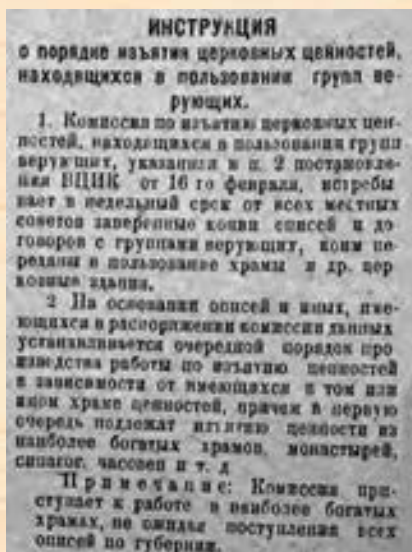 ИНСТРУКЦИЯ
о порядке изъятия церковных ценностей,
находящихся в пользовании групп ве-
рующих.
1. Комиссия по изъятию церковных цен-
ностей, находящихся в пользовании групп
верующих, указанная в п. 2 постановле-
ния ВЦИК от 16 го февраля, истребы
вает в недельный срок от всех местных
советов заверенные копии описей и до
говоров с группами верующих, коим пе-
реданы в пользование храмы и др. цер
ковные здания.
2 На основании описей и иных, име-
ющихся в распоряжении комиссии данных
устанавливается очередной порядок про
изводства работы по изъятию ценностей
в зависимости от имеющихся в том или
ином храме ценностей, причем в первую
очередь подлежат изъятию ценности из
наиболее богатых храмов, монастырей,
синагог, часовен и т. д
Примечание: Комиссия при-
ступает к работе в наиболее богатых
храмах, не ожидая поступления всех
описей по губернии.